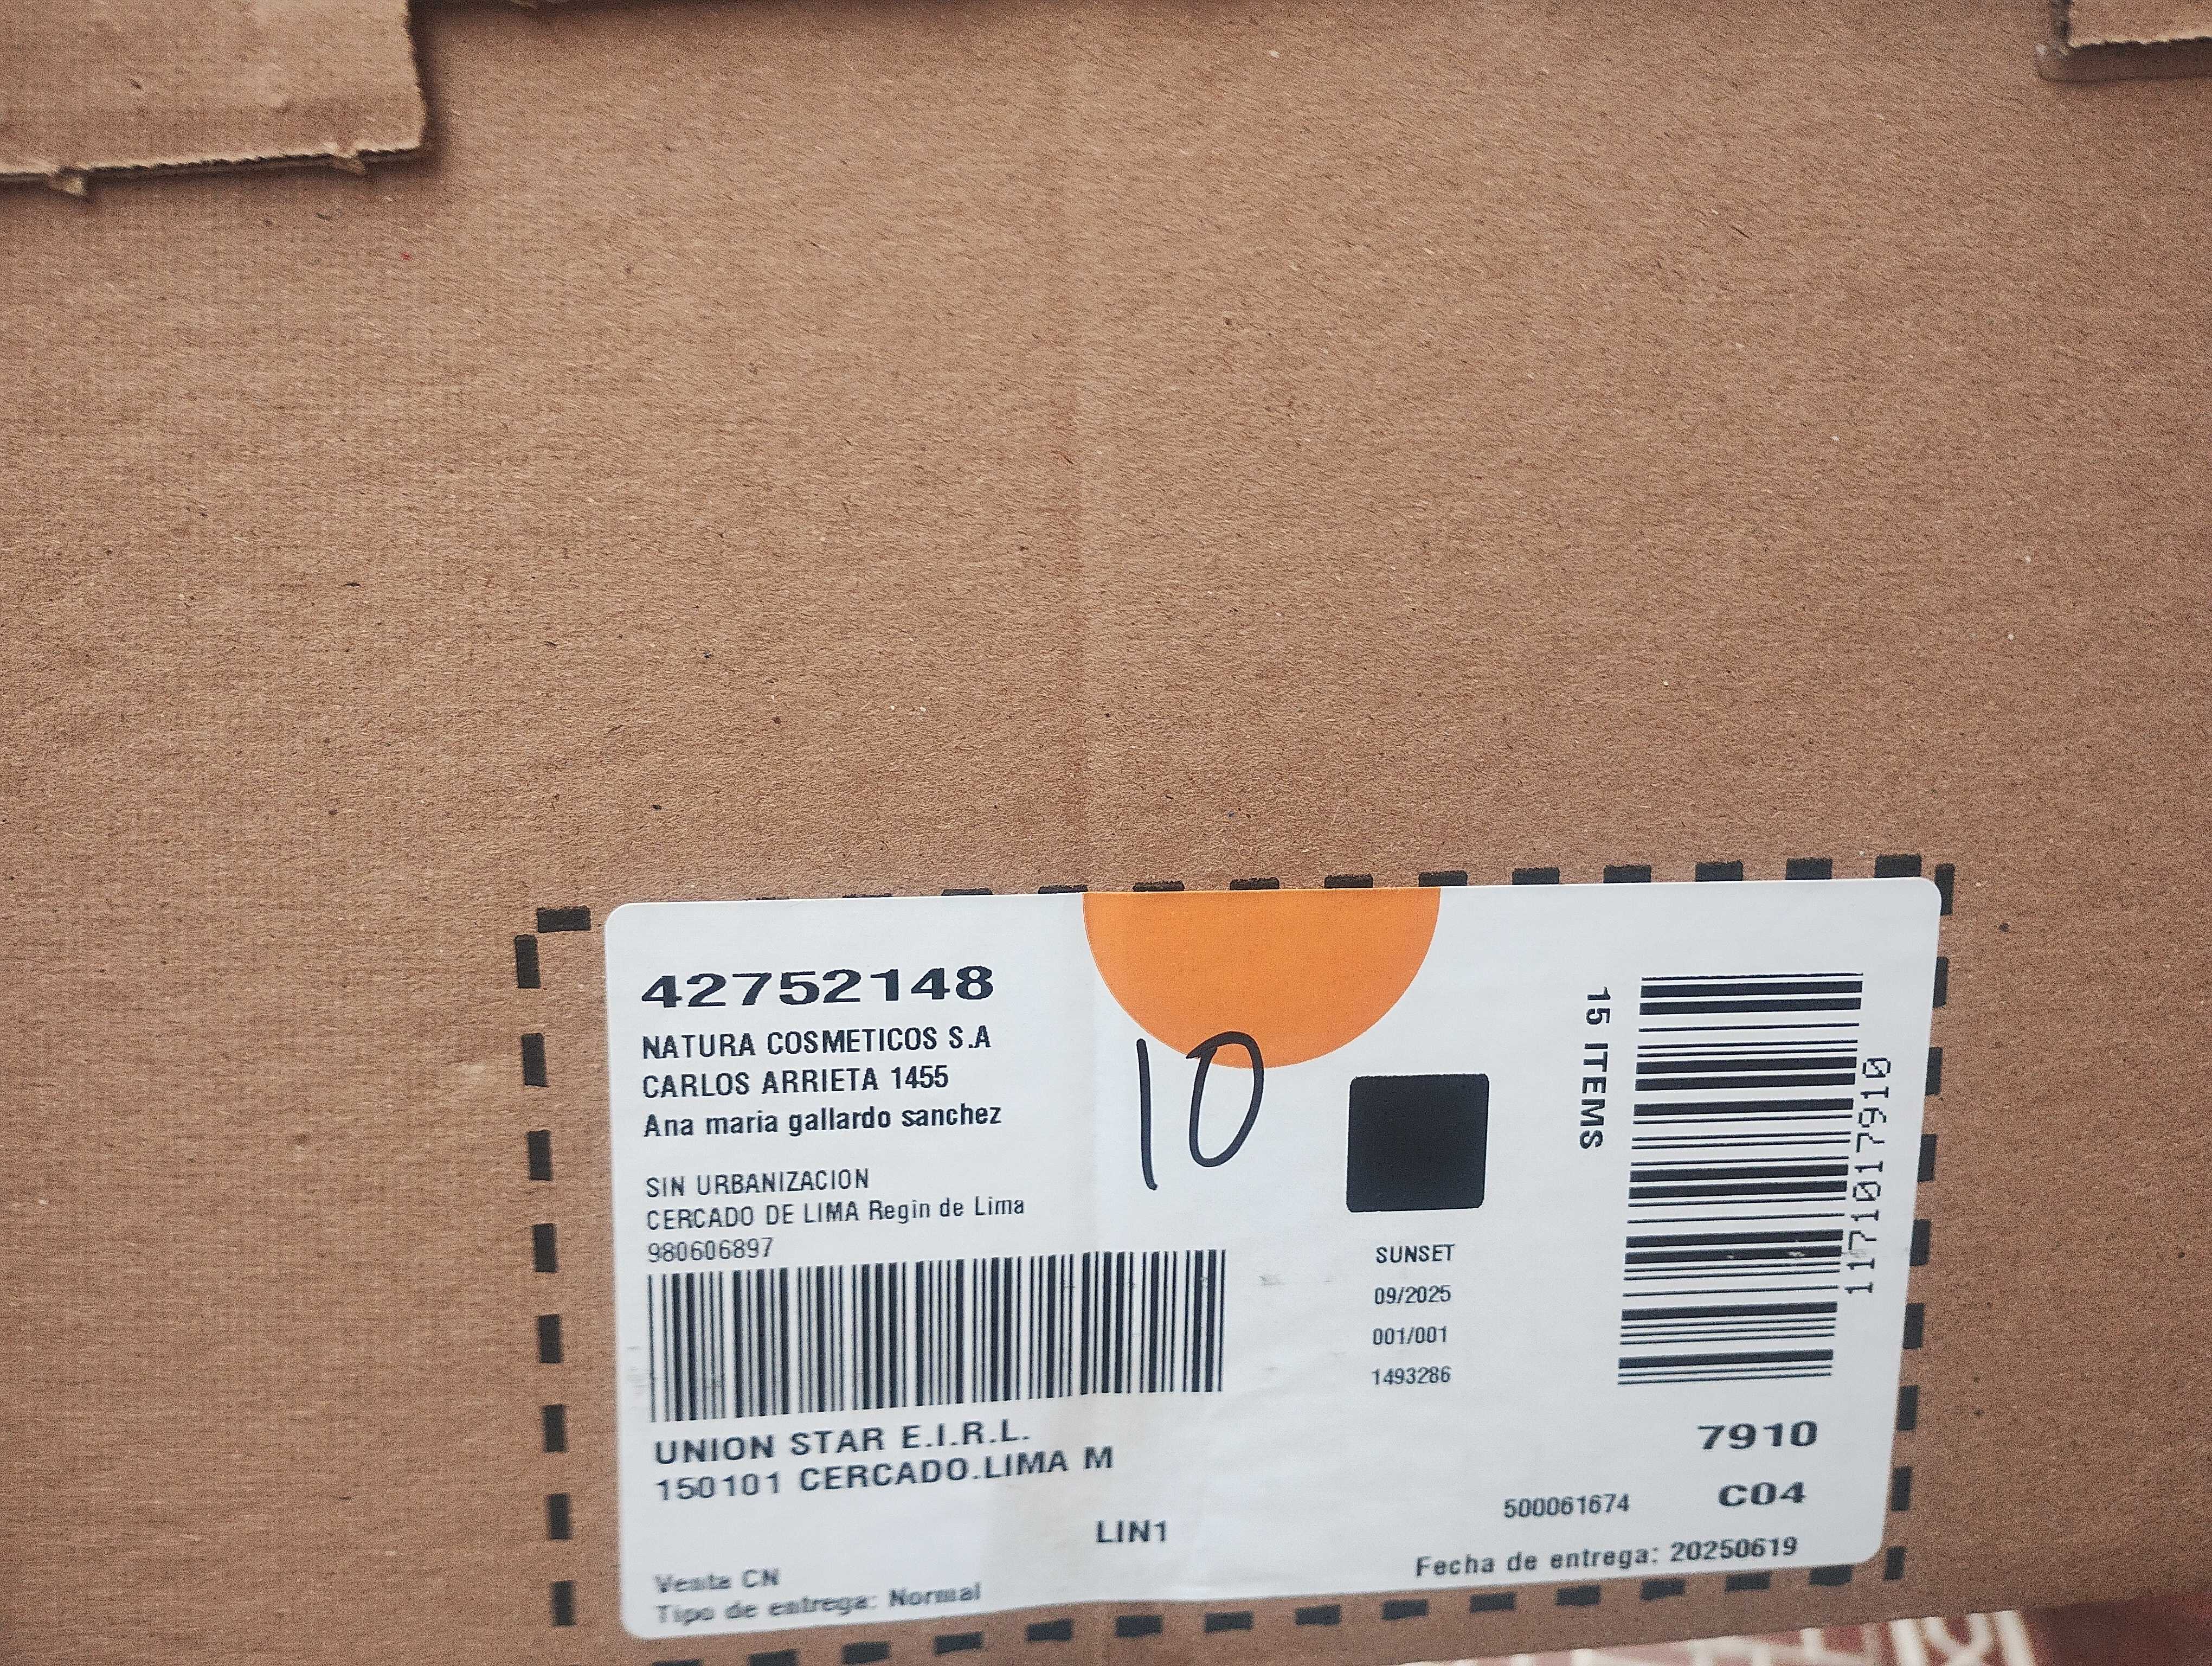 42752148
NATURA COSMETICOS S.A
CARLOS ARRIETA 1455
Ana maria gallardo sanchez
SIN URBANIZACION
CERCADO DE LIMA Regin de Lima
980606897
UNION STAR E.I.R.L.
150101 CERCADO.LIMA M
LIN1
Venta CN
Tipo de entrega: Normal
10
SUNSET
09/2025
001/001
1493286
15 ITEMS
1171017910
7910
500061674
C04
Fecha de entrega: 20250619